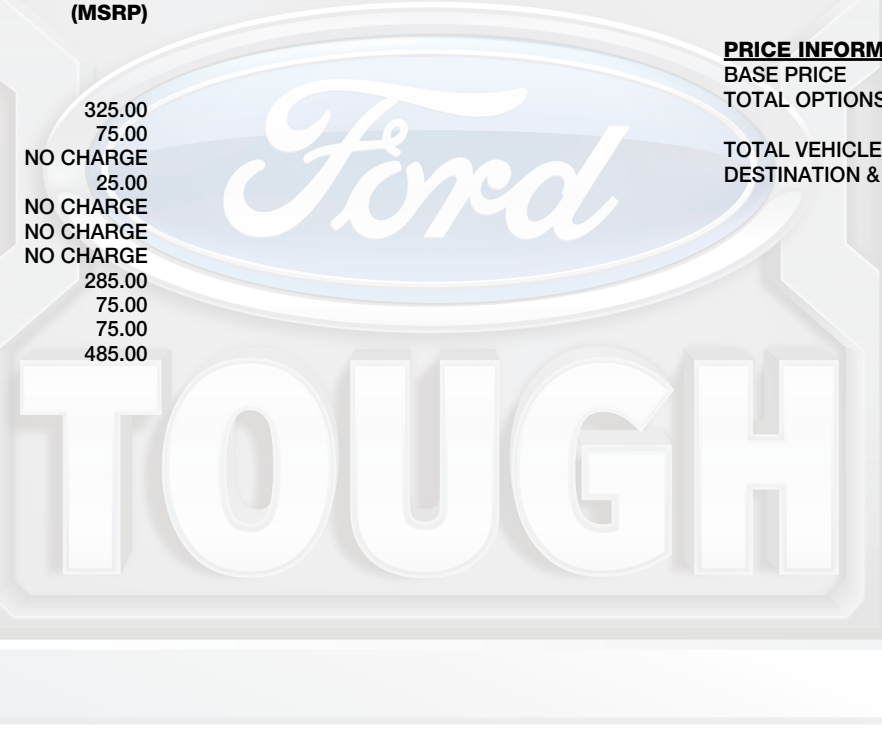 (MSRP)
325.00
75.00
NO CHARGE
25.00
NO CHARGE
NO CHARGE
NO CHARGE
285.00
75.00
75.00
485.00
PRICE INFORM
BASE PRICE
TOTAL OPTIONS
TOTAL VEHICLE
DESTINATION &
Ford
TOUGH